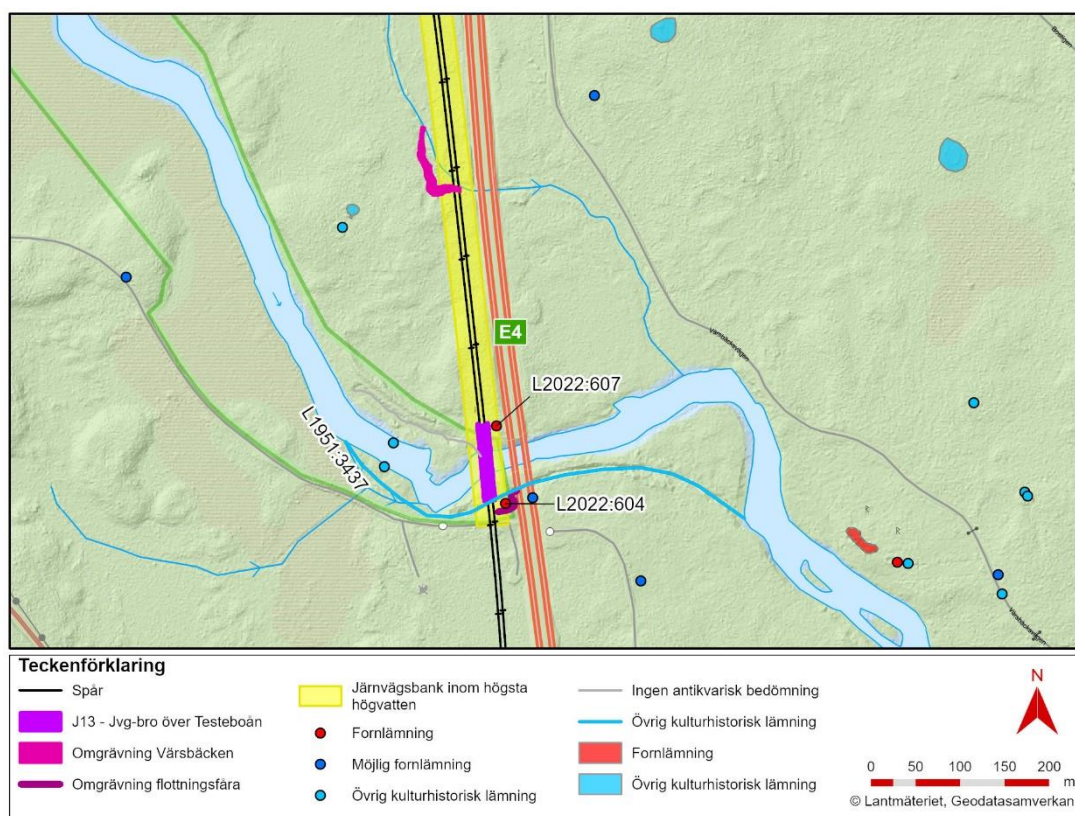 E4
L2022:607
L1951:3437
L2022:604
Teckenförklaring
Spår
J13 - Jvg-bro över Testeboån
Omgrävning Värsbäcken
Omgrävning flottningsfåra
Järnvägsbank inom högsta
högvatten
Fornlämning
Möjlig fornlämning
Övrig kulturhistorisk lämning
Ingen antikvarisk bedömning
Övrig kulturhistorisk lämning
Fornlämning
Övrig kulturhistorisk lämning
N
0 50 100 150 200
m
© Lantmäteriet, Geodatasamverkan